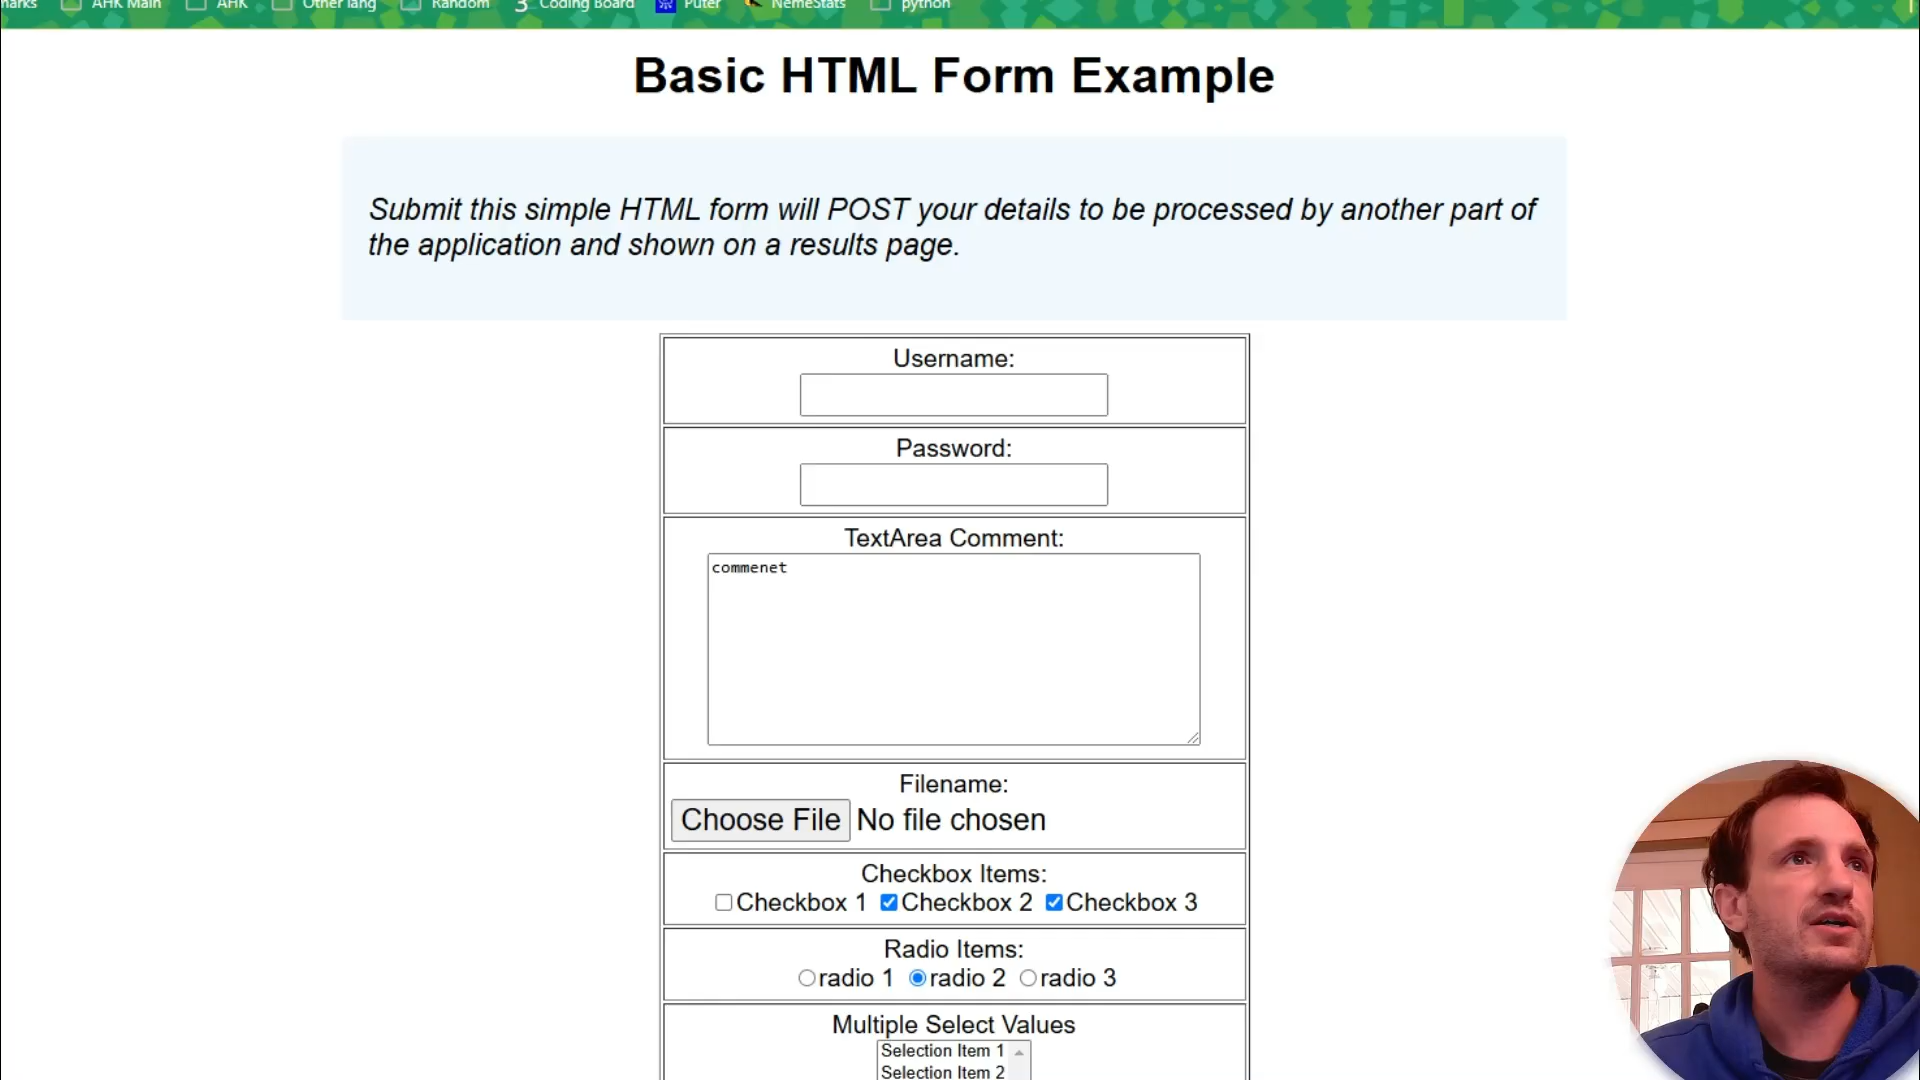 arks AHK Main AHK Other lang Random Coding Board Puter NemeStats python
Basic HTML Form Example
Submit this simple HTML form will POST your details to be processed by another part of
the application and shown on a results page.
Username:
Password:
TextArea Comment:
commenet
Filename:
Choose File No file chosen
Checkbox Items:
Checkbox 1 Checkbox 2 Checkbox 3
Radio Items:
radio 1 radio 2 radio 3
Multiple Select Values
Selection Item 1
Selection Item 2